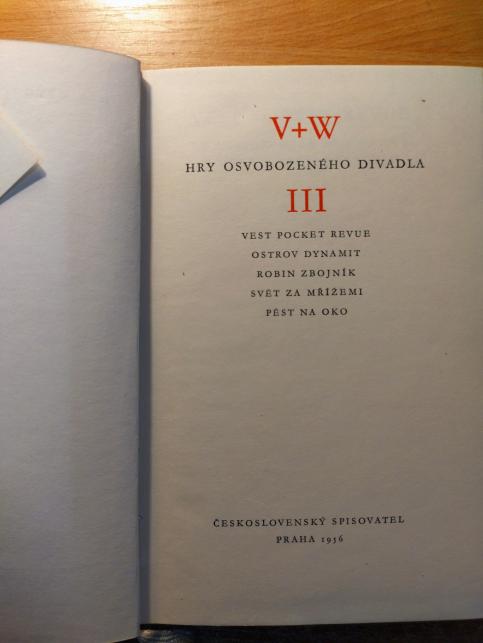 V+W
HRY OSVOBOZENÉHO DIVADLA
III
VEST POCKET REVUE
OSTROV DYNAMIT
ROBIN ZBOJNÍK
SVĚT ZA MŘÍŽEMI
PĚST NA OKO
ČESKOSLOVENSKÝ SPISOVATEL
PRAHA 1956